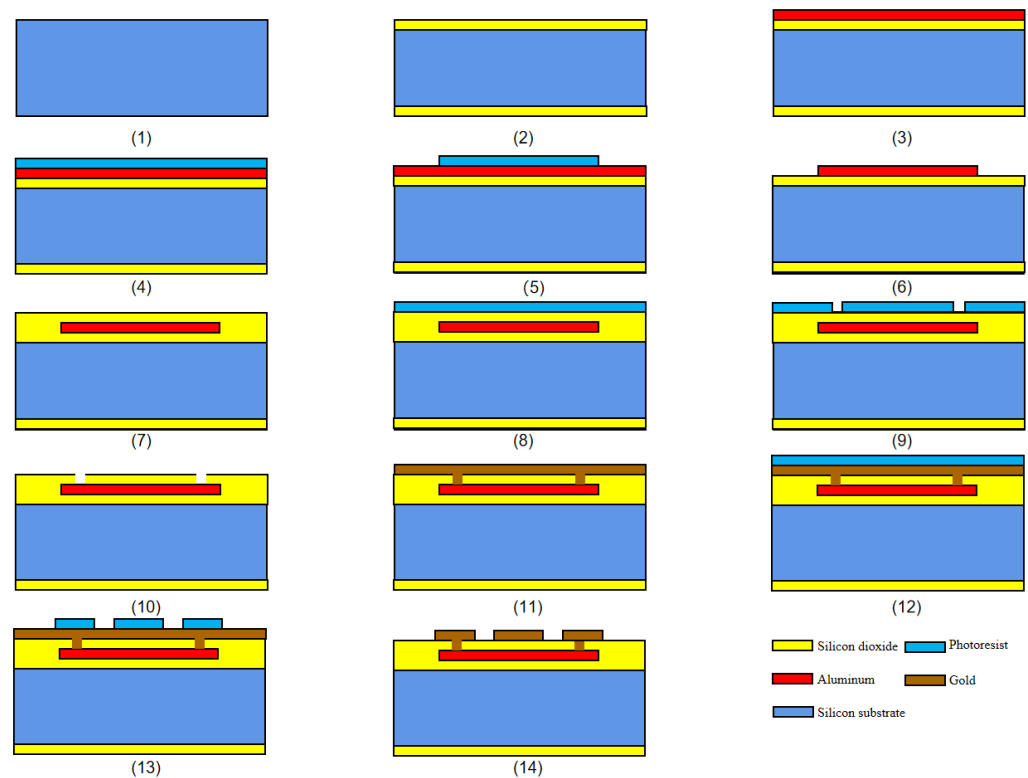 (1)
(2)
(3)
(4)
(5)
(6)
(7)
(8)
(9)
(10)
(11)
(12)
(13)
(14)
Silicon dioxide
Photoresist
Aluminum
Gold
Silicon substrate